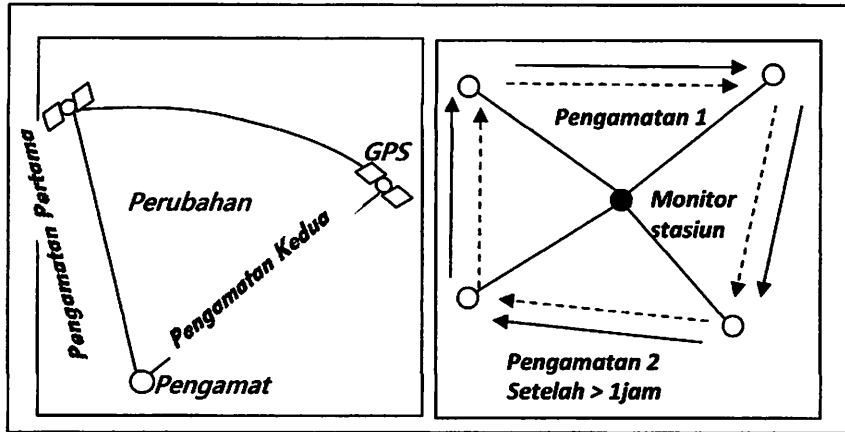 Pengamatan Pertama
GPS
Perubahan
Pengamatan Kedua
Pengamat
Pengamatan 1
Monitor
stasiun
Pengamatan 2
Setelah > 1jam